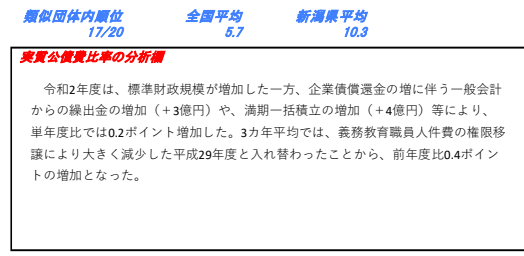 類似団体内順位 全国平均 新潟県平均
17/20 5.7 10.3
実質公債費比率の分析欄
令和2年度は、標準財政規模が増加した一方、企業債償還金の増に伴う一般会計
からの繰出金の増加（＋3億円）や、満期一括積立の増加（＋4億円）等により、
単年度比では0.2ポイント増加した。3カ年平均では、義務教育職員人件費の権限移
譲により大きく減少した平成29年度と入れ替わったことから、前年度比0.4ポイン
トの増加となった。